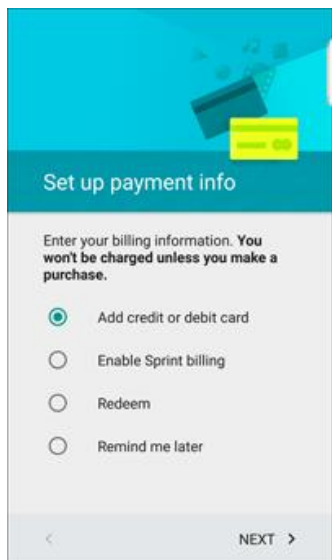 Set up payment info
Enter your billing information. You
won't be charged unless you make a
purchase.
Add credit or debit card
Enable Sprint billing
Redeem
Remind me later
NEXT